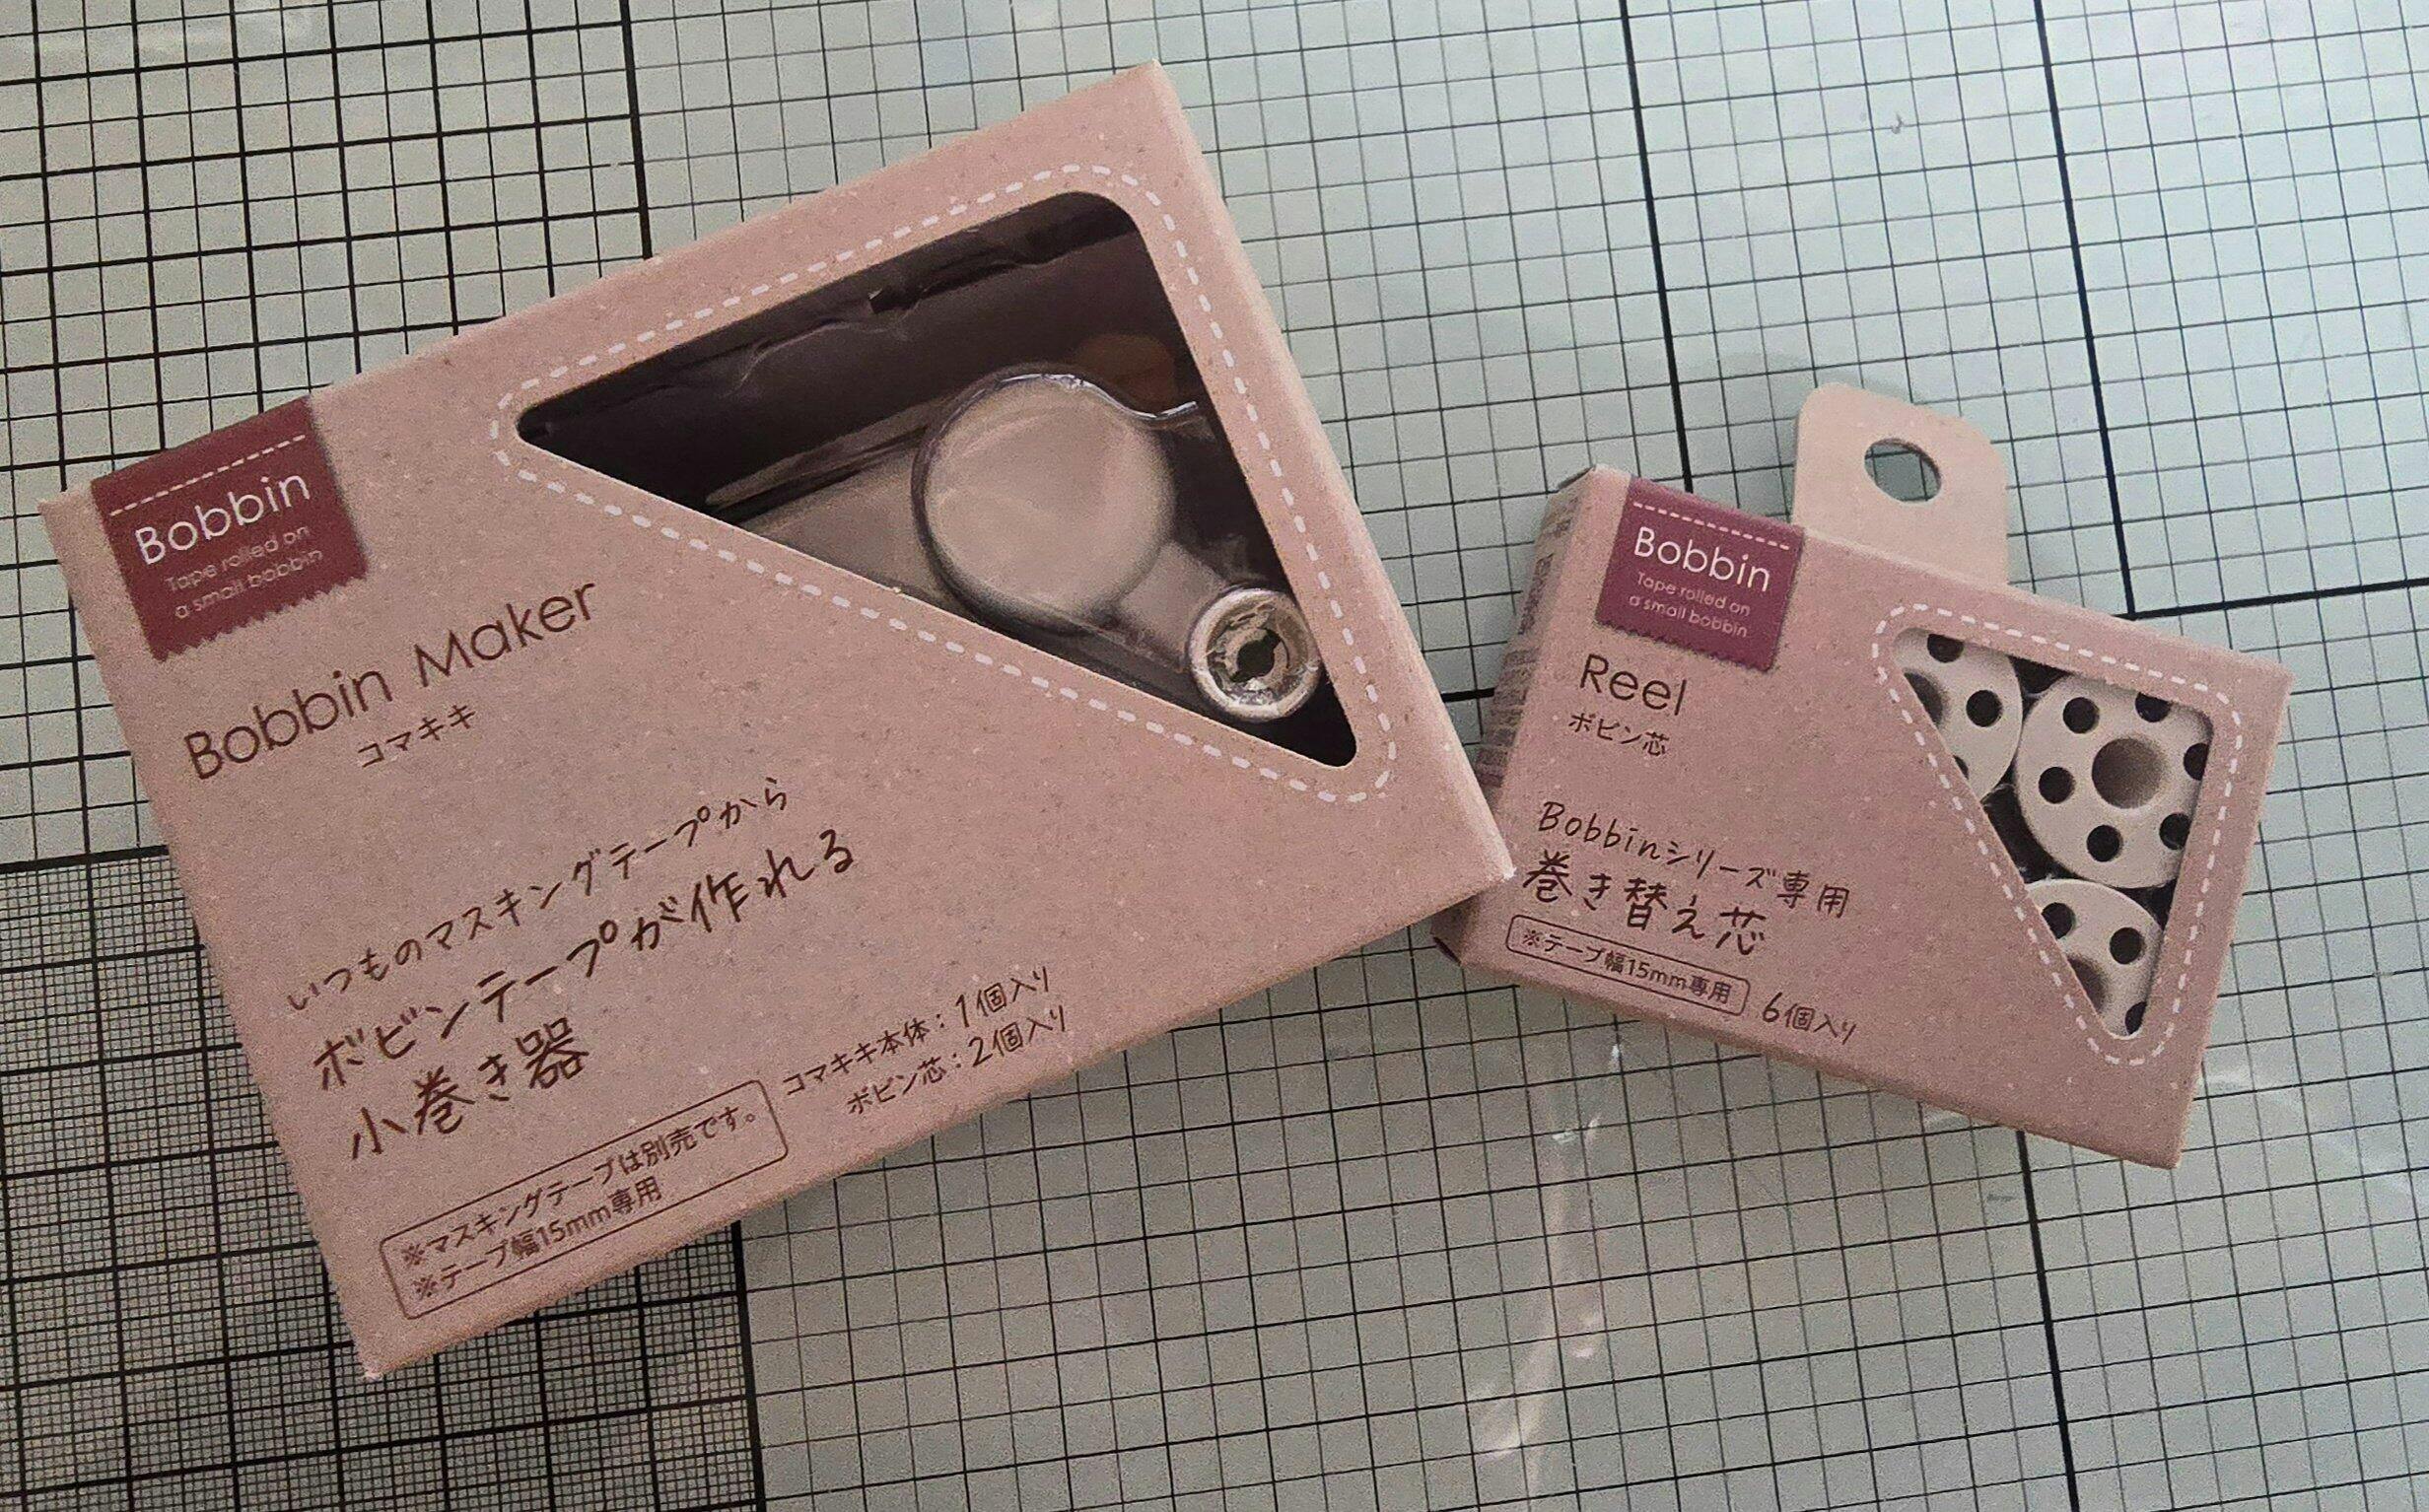 Bobbin
Tape rolled on
a small bobbin
Bobbin Maker
コマキキ
いつものマスキングテープから
ボビンテープが作れる
小巻き器
※マスキングテープは別売です。
※テープ幅15mm専用
コマキキ本体：1個入り
ボビン芯：2個入り
Bobbin
Tape rolled on
a small bobbin
Reel
ボビン芯
Bobbinシリーズ専用
巻き替え芯
※テープ幅15mm専用
6個入り